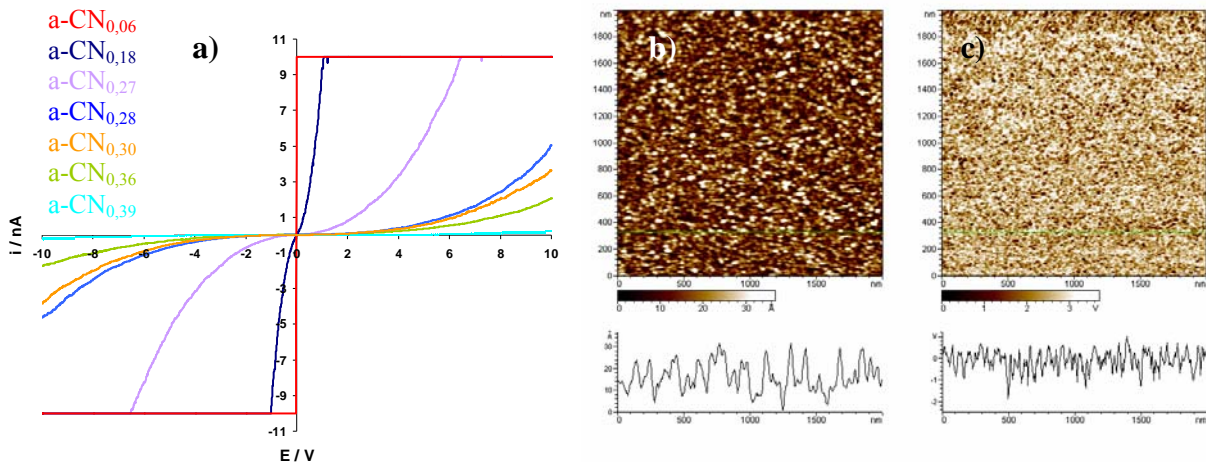 a-CN0,06
a-CN0,18
a-CN0,27
a-CN0,28
a-CN0,30
a-CN0,36
a-CN0,39
a)
i / nA
11
9
7
5
3
1
-1
-3
-5
-7
-9
-11
-10 -8 -6 -4 -2 0 2 4 6 8 10
E / V
b)
nm
1800
1600
1400
1200
1000
800
600
400
200
0
0 500 1000 1500 nm
0 10 20 30 Å
Å
30
20
10
0
0 500 1000 1500 nm
c)
nm
1800
1600
1400
1200
1000
800
600
400
200
0
0 500 1000 1500 nm
0 1 2 3 V
V
0
-1
-2
0 500 1000 1500 nm